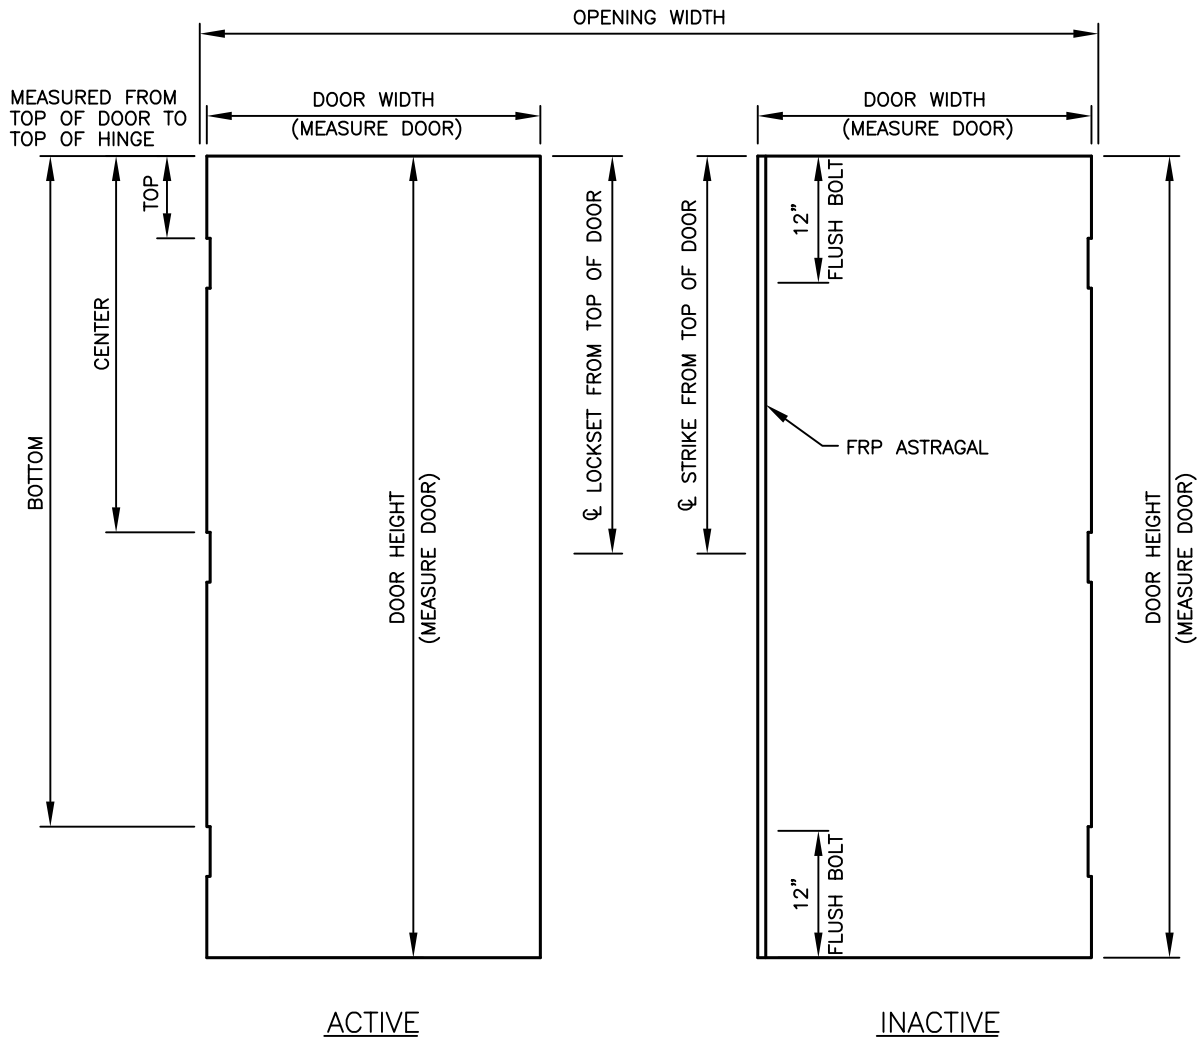 OPENING WIDTH
MEASURED FROM
TOP OF DOOR TO
TOP OF HINGE
DOOR WIDTH
(MEASURE DOOR)
DOOR WIDTH
(MEASURE DOOR)
TOP
CENTER
BOTTOM
DOOR HEIGHT
(MEASURE DOOR)
℄ LOCKSET FROM TOP OF DOOR
℄ STRIKE FROM TOP OF DOOR
12”
FLUSH BOLT
FRP ASTRAGAL
12”
FLUSH BOLT
DOOR HEIGHT
(MEASURE DOOR)
ACTIVE
INACTIVE